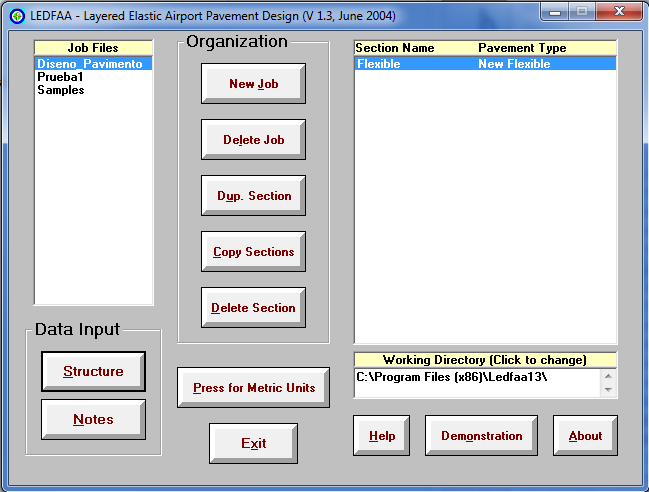 LEDFAA - Layered Elastic Airport Pavement Design (V 1.3, June 2004)
Job Files
Diseno_Pavimento
Prueba1
Samples
Organization
New Job
Delete Job
Dup. Section
Copy Sections
Delete Section
Section Name Pavement Type
Flexible New Flexible
Data Input
Structure
Notes
Press for Metric Units
Exit
Working Directory (Click to change)
C:\Program Files (x86)\Ledfaa13\
Help
Demonstration
About